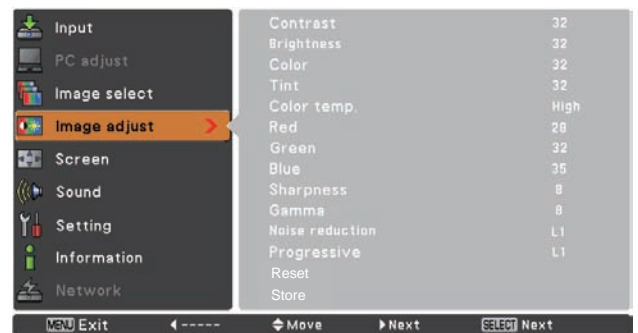 Input
PC adjust
Image select
Image adjust
Screen
Sound
Setting
Information
Network
Contrast 32
Brightness 32
Color 32
Tint 32
Color temp. High
Red 28
Green 32
Blue 35
Sharpness 8
Gamma 8
Noise reduction L1
Progressive L1
Reset
Store
MENU Exit ◀----- Move ▶Next SELECT Next